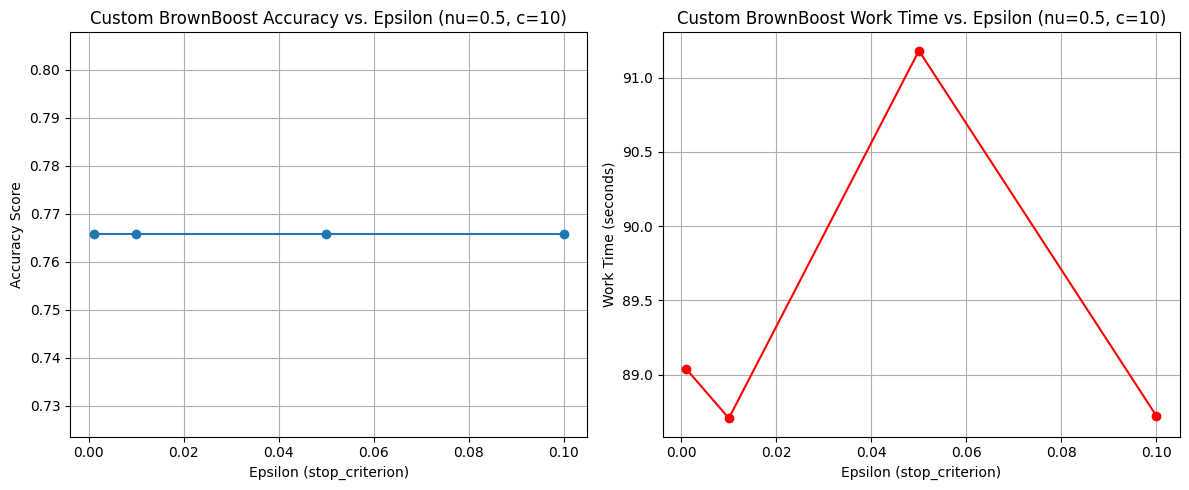 Custom BrownBoost Accuracy vs. Epsilon (nu=0.5, c=10)
0.80
0.79
0.78
0.77
0.76
0.75
0.74
0.73
Accuracy Score
0.00 0.02 0.04 0.06 0.08 0.10
Epsilon (stop_criterion)
Custom BrownBoost Work Time vs. Epsilon (nu=0.5, c=10)
91.0
90.5
90.0
89.5
89.0
Work Time (seconds)
0.00 0.02 0.04 0.06 0.08 0.10
Epsilon (stop_criterion)